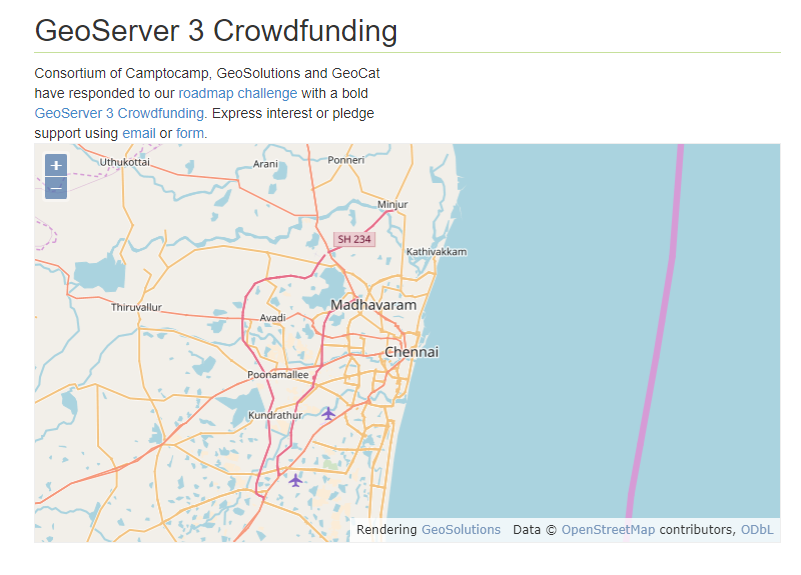 GeoServer 3 Crowdfunding
Consortium of Camptocamp, GeoSolutions and GeoCat
have responded to our roadmap challenge with a bold
GeoServer 3 Crowdfunding. Express interest or pledge
support using email or form.
+
−
Uthukottai
Arani
Ponneri
Minjur
SH 234
Kathivakkam
Thiruvallur
Madhavaram
Avadi
Chennai
Poonamallee
Kundrathur
Rendering GeoSolutions Data © OpenStreetMap contributors, ODbL